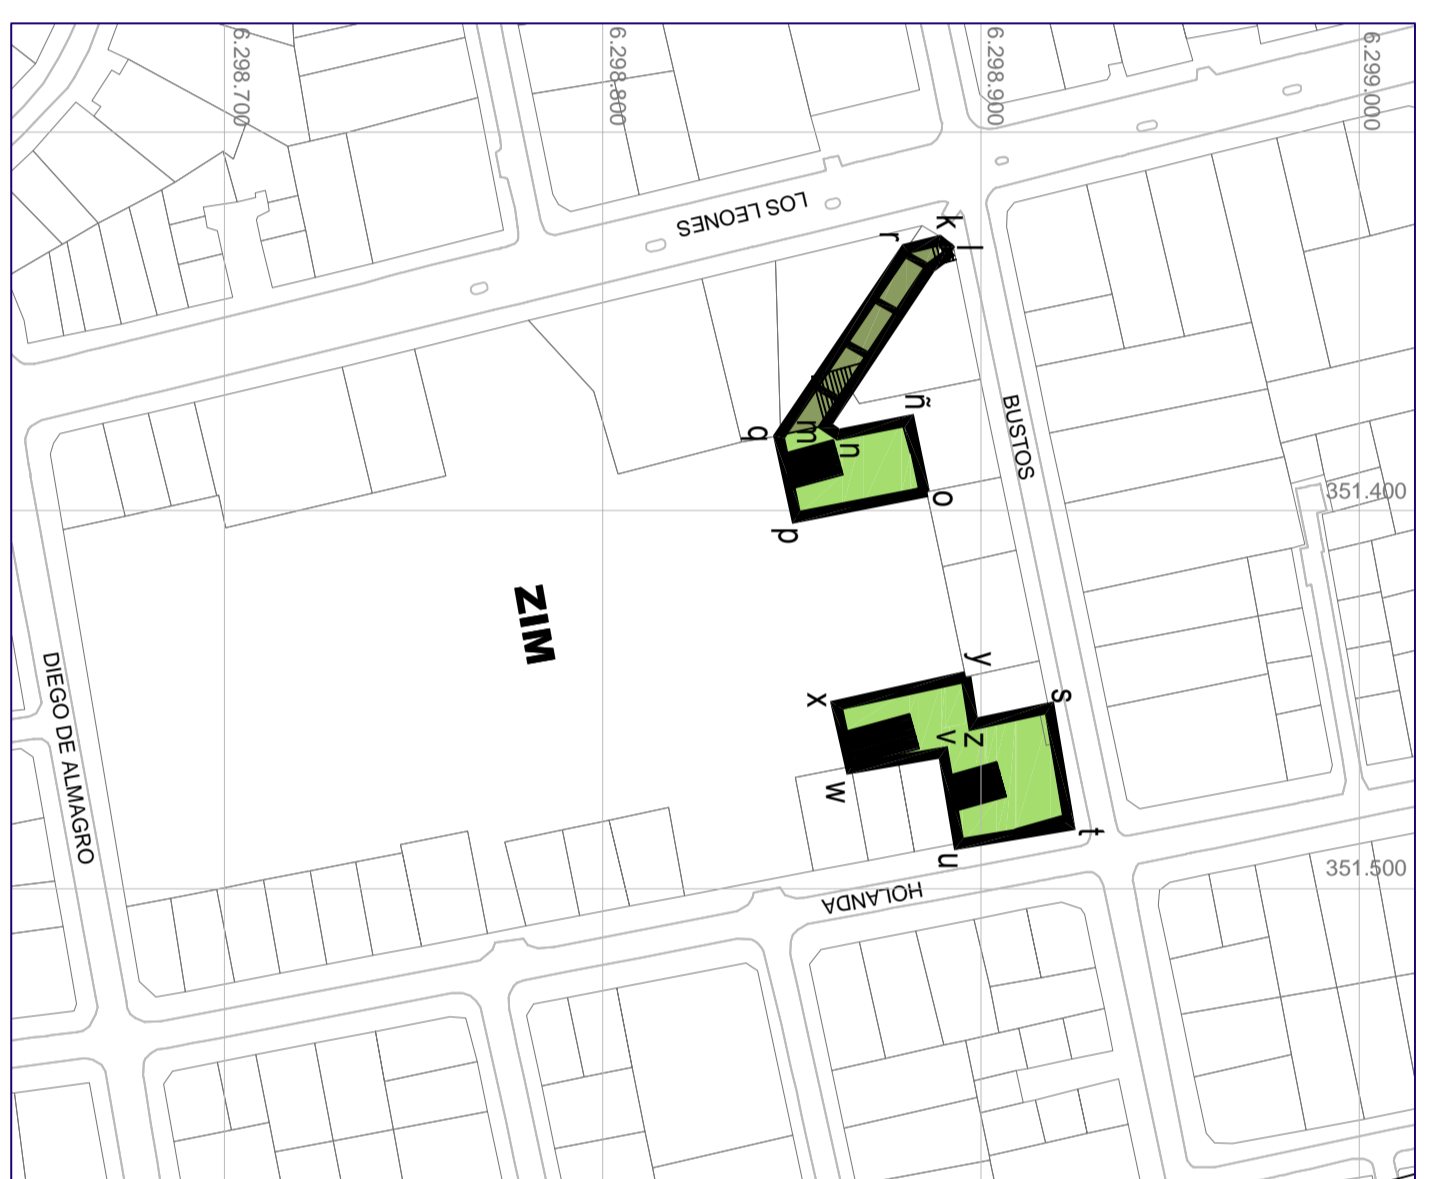 6.298.700
6.298.800
6.298.900
6.299.000
LOS LEONES
k
r
l
BUSTOS
ñ
q
m
n
351.400
o
p
ZIM
DIEGO DE ALMAGRO
y
x
s
v
z
w
t
u
351.500
HOLANDA